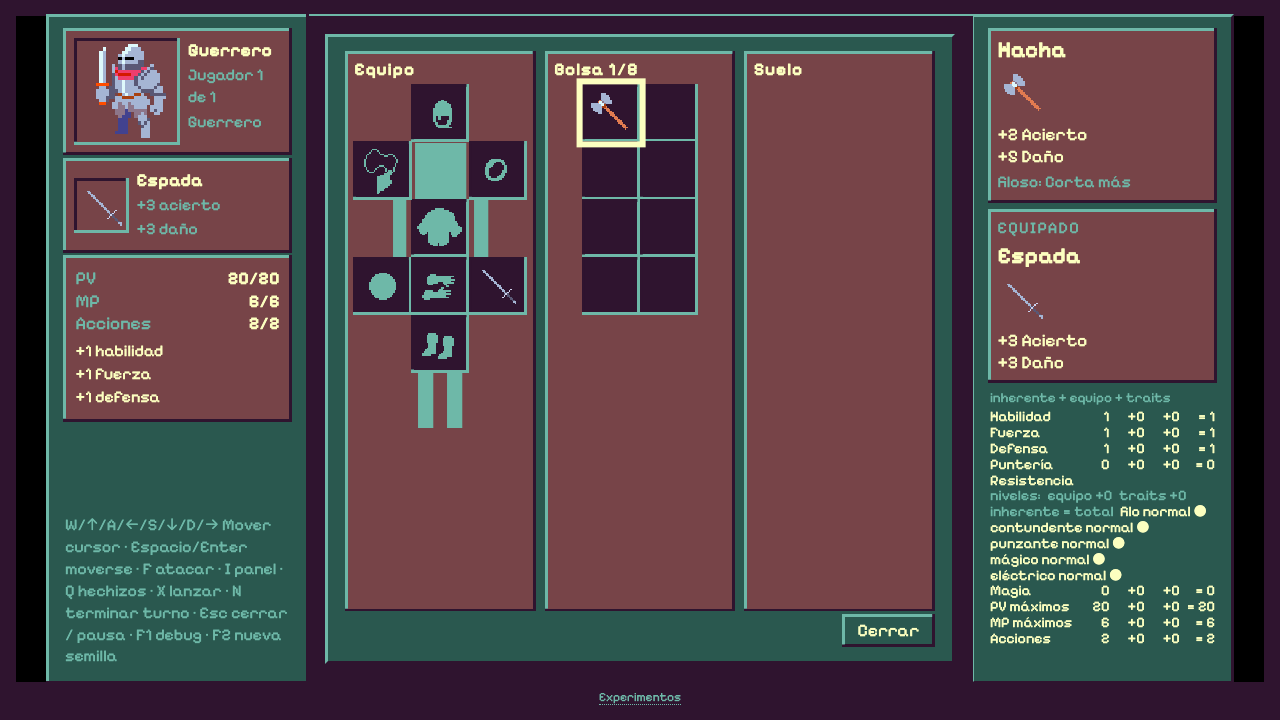 Guerrero
Jugador 1
de 1
Guerrero
Espada
+3 acierto
+3 daño
PV 20/20
MP 6/6
Acciones 2/2
+1 habilidad
+1 fuerza
+1 defensa
W/↑/A/←/S/↓/D/→ Mover
cursor · Espacio/Enter
moverse · F atacar · I panel ·
Q hechizos · X lanzar · N
terminar turno · Esc cerrar
/ pausa · F1 debug · F2 nueva
semilla
Equipo
Bolsa 1/8
Suelo
Cerrar
Hacha
+2 Acierto
+5 Daño
Filoso: Corta más
EQUIPADO
Espada
+3 Acierto
+3 Daño
inherente + equipo + traits
Habilidad 1 +0 +0 = 1
Fuerza 1 +0 +0 = 1
Defensa 1 +0 +0 = 1
Puntería 0 +0 +0 = 0
Resistencia
niveles: equipo +0 traits +0
inherente = total filo normal
contundente normal
punzante normal
mágico normal
eléctrico normal
Magia 0 +0 +0 = 0
PV máximos 20 +0 +0 = 20
MP máximos 6 +0 +0 = 6
Acciones 2 +0 +0 = 2
Experimentos